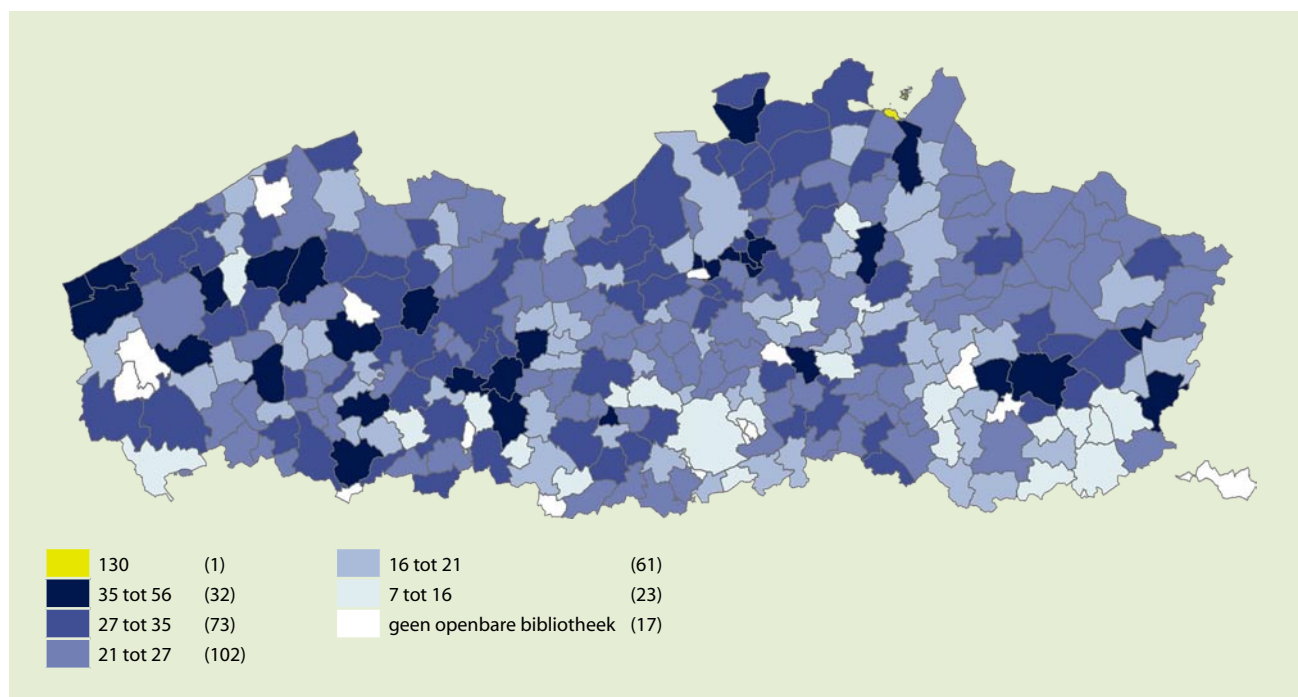 130 (1)
35 tot 56 (32)
27 tot 35 (73)
21 tot 27 (102)
16 tot 21 (61)
7 tot 16 (23)
geen openbare bibliotheek (17)